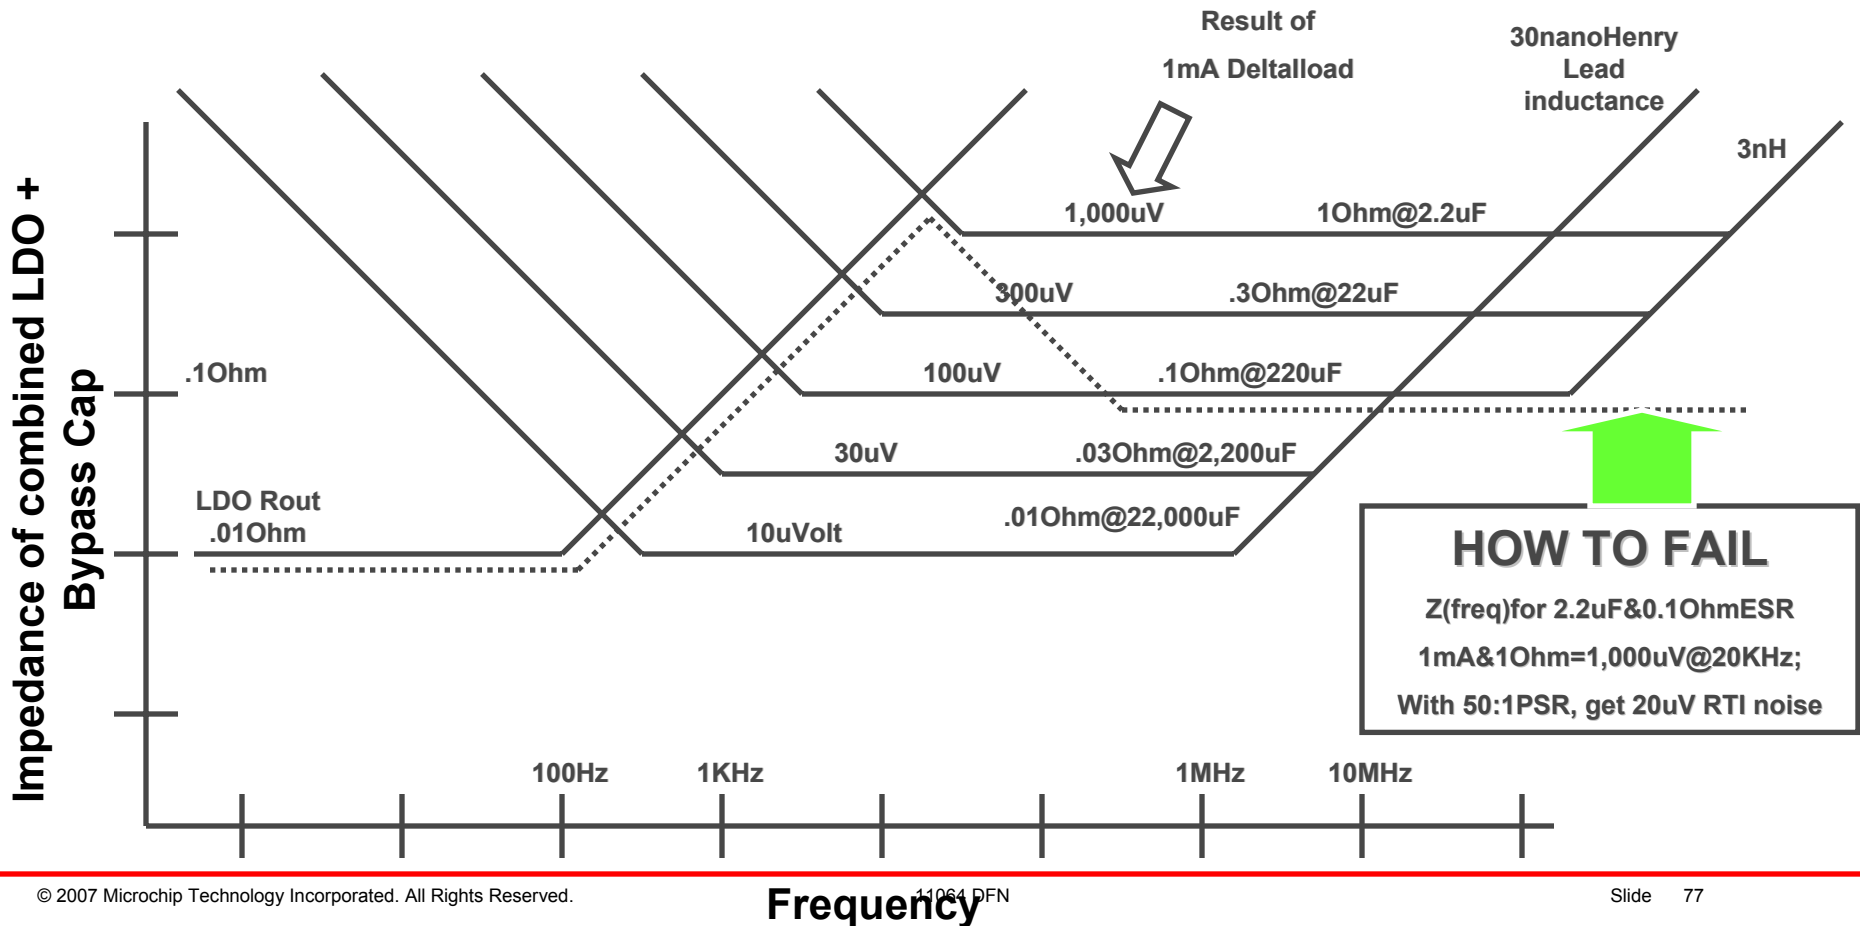 Result of
1mA Deltalload
30nanoHenry
Lead
inductance
3nH
1,000uV
1Ohm@2.2uF
300uV
.3Ohm@22uF
.1Ohm
100uV
.1Ohm@220uF
30uV
.03Ohm@2,200uF
LDO Rout
.01Ohm
10uVolt
.01Ohm@22,000uF
Impedance of combined LDO +
Bypass Cap
HOW TO FAIL
Z(freq)for 2.2uF&0.1OhmESR
1mA&1Ohm=1,000uV@20KHz;
With 50:1PSR, get 20uV RTI noise
100Hz
1KHz
1MHz
10MHz
Frequency
© 2007 Microchip Technology Incorporated. All Rights Reserved.
11064 DFN
Slide 77